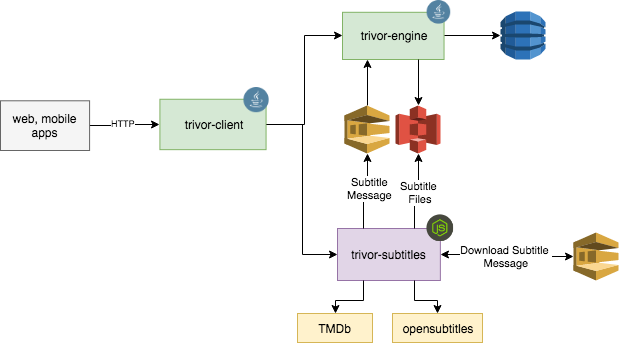 trivor-engine
web, mobile
apps
HTTP
trivor-client
Subtitle
Message
Subtitle
Files
JS
trivor-subtitles
Download Subtitle
Message
TMDb
opensubtitles